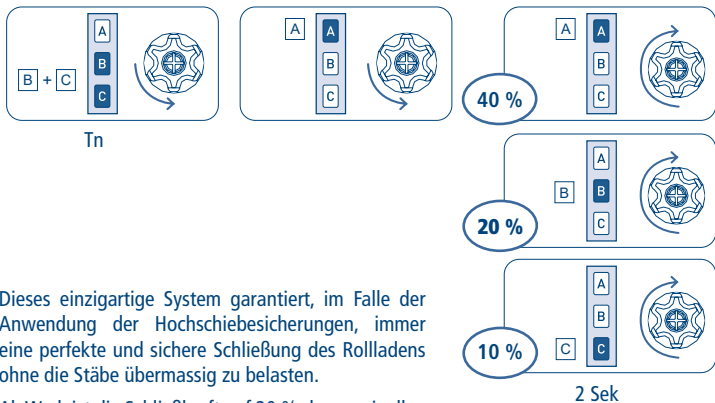 A
B
C
B + C
Tn
A
A
B
C
A
A
B
C
40 %
A
B
B
C
20 %
A
B
C
C
10 %
2 Sek
Dieses einzigartige System garantiert, im Falle der
Anwendung der Hochschiebesicherungen, immer
eine perfekte und sichere Schließung des Rollladens
ohne die Stäbe übermassig zu belasten.